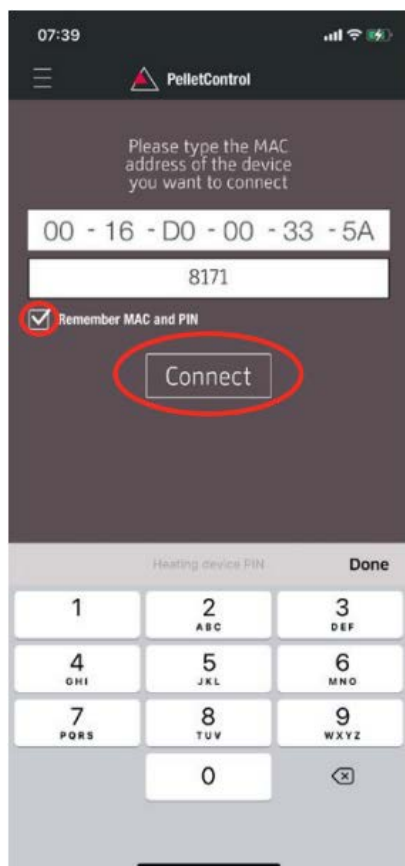 07:39
PelletControl
Please type the MAC
address of the device
you want to connect
00 - 16 - D0 - 00 - 33 - 5A
8171
Remember MAC and PIN
Connect
Heating device PIN
Done
1
2
ABC
3
DEF
4
GHI
5
JKL
6
MNO
7
PQRS
8
TUV
9
WXYZ
0